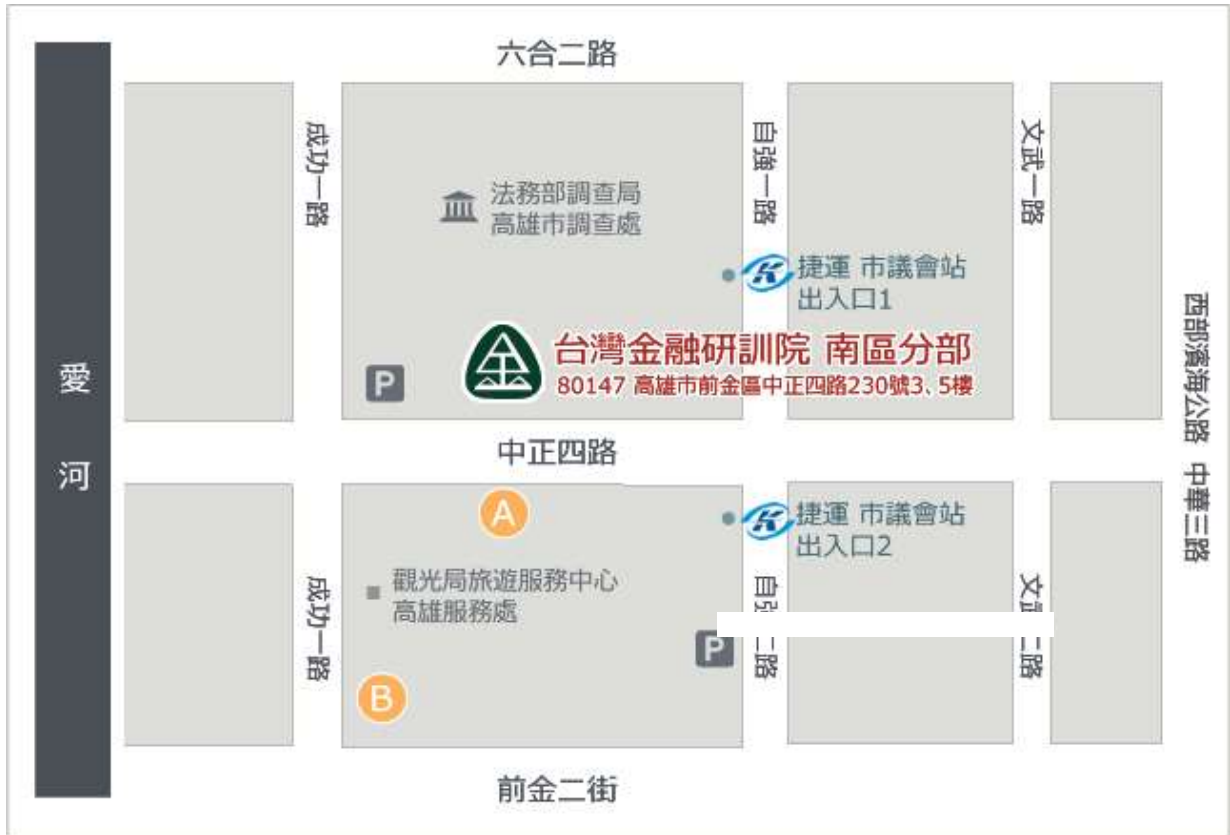 六合二路
成功一路
自強一路
文武一路
法務部調查局
高雄市調查處
捷運 市議會站
出入口1
台灣金融研訓院 南區分部
80147 高雄市前金區中正四路230號3、5樓
P
愛河
西部濱海公路 中華三路
中正四路
A
捷運 市議會站
出入口2
觀光局旅遊服務中心
高雄服務處
成功一路
自強二路
文武二路
P
B
前金二街